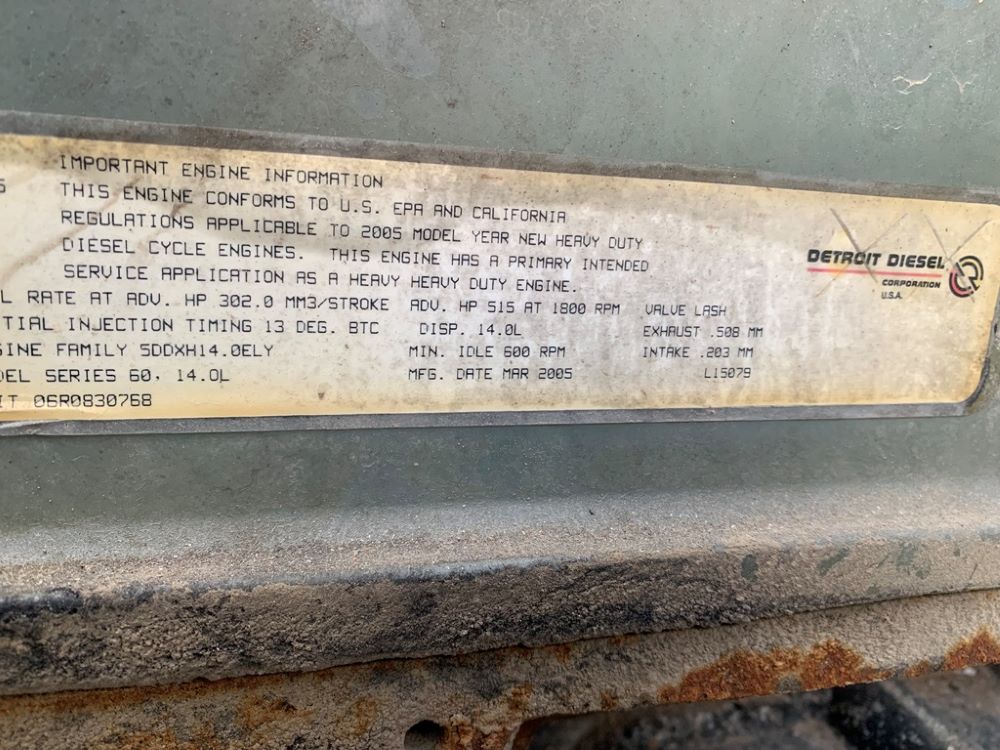 IMPORTANT ENGINE INFORMATION
THIS ENGINE CONFORMS TO U.S. EPA AND CALIFORNIA
REGULATIONS APPLICABLE TO 2005 MODEL YEAR NEW HEAVY DUTY
DIESEL CYCLE ENGINES. THIS ENGINE HAS A PRIMARY INTENDED
SERVICE APPLICATION AS A HEAVY HEAVY DUTY ENGINE.
L RATE AT ADV. HP 302.0 MM3/STROKE ADV. HP 515 AT 1800 RPM VALVE LASH
TIAL INJECTION TIMING 13 DEG. BTC DISP. 14.0L EXHAUST .508 MM
INE FAMILY 5DDXH14.0ELY MIN. IDLE 600 RPM INTAKE .203 MM
EL SERIES 60, 14.0L MFG. DATE MAR 2005 L15079
IT 06R0830768
DETROIT DIESEL
CORPORATION
U.S.A.